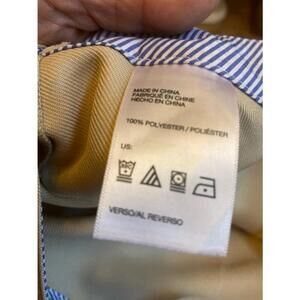 MADE IN CHINA
FABRIQUÉ EN CHINE
HECHO EN CHINA
100% POLYESTER / POLIÉSTER
US:
VERSO/AL REVERSO